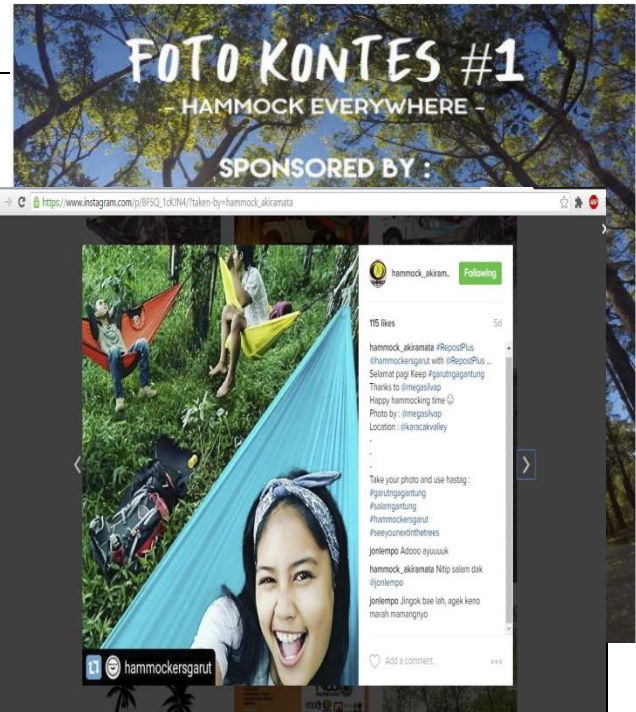 FOTO KONTES #1
- HAMMOCK EVERYWHERE -
SPONSORED BY :
https://www.instagram.com/p/BFSQ_1cKJN4/?taken-by=hammock_akiramata
hammock_akiram..
Following
115 likes
5d
hammock_akiramata #RepostPlus
@hammockersgarut with @RepostPlus ...
Selamat pagi Keep #garutngagantung
Thanks to @megasilvap
Happy hammocking time
Photo by : @megasilvap
Location : @karacakvalley
.
.
.
Take your photo and use hastag :
#garutngagantung
#salamgantung
#hammockersgarut
#seeyounextinthetrees
jonlempo Adooo ayuuuuk
hammock_akiramata Nitip salam dak
@jonlempo
jonlempo Jingok bae lah, agek keno
marah mamangnyo
Add a comment...
hammockersgarut